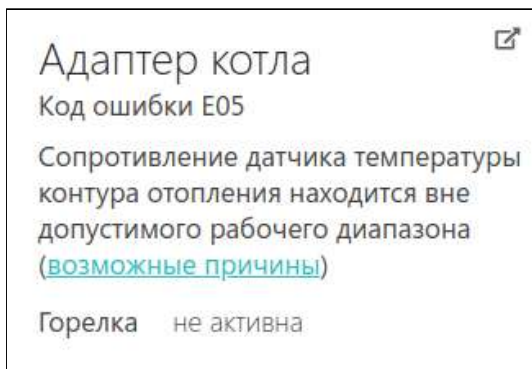 Адаптер котла
Код ошибки E05
Сопротивление датчика температуры
контура отопления находится вне
допустимого рабочего диапазона
(возможные причины)
Горелка не активна